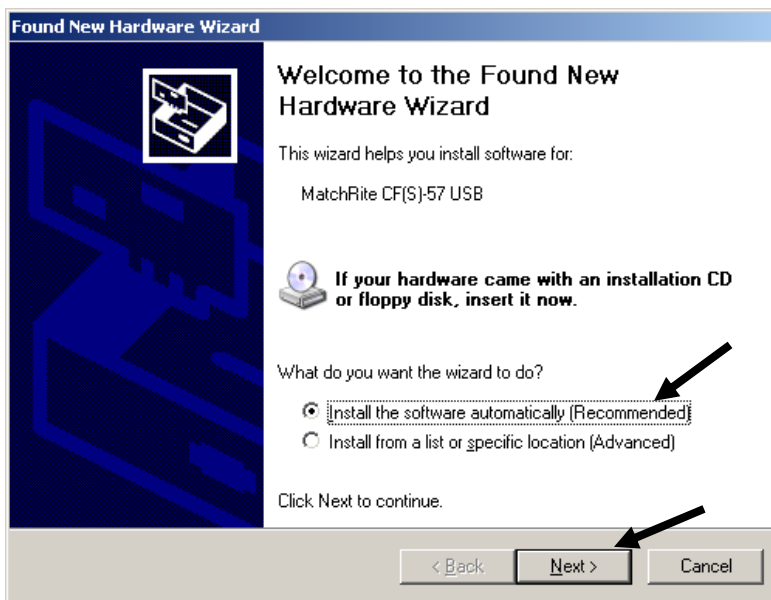 Found New Hardware Wizard
Welcome to the Found New
Hardware Wizard
This wizard helps you install software for:
MatchRite CF(S)-57 USB
If your hardware came with an installation CD
or floppy disk, insert it now.
What do you want the wizard to do?
Install the software automatically (Recommended)
Install from a list or specific location (Advanced)
Click Next to continue.
< Back Next > Cancel